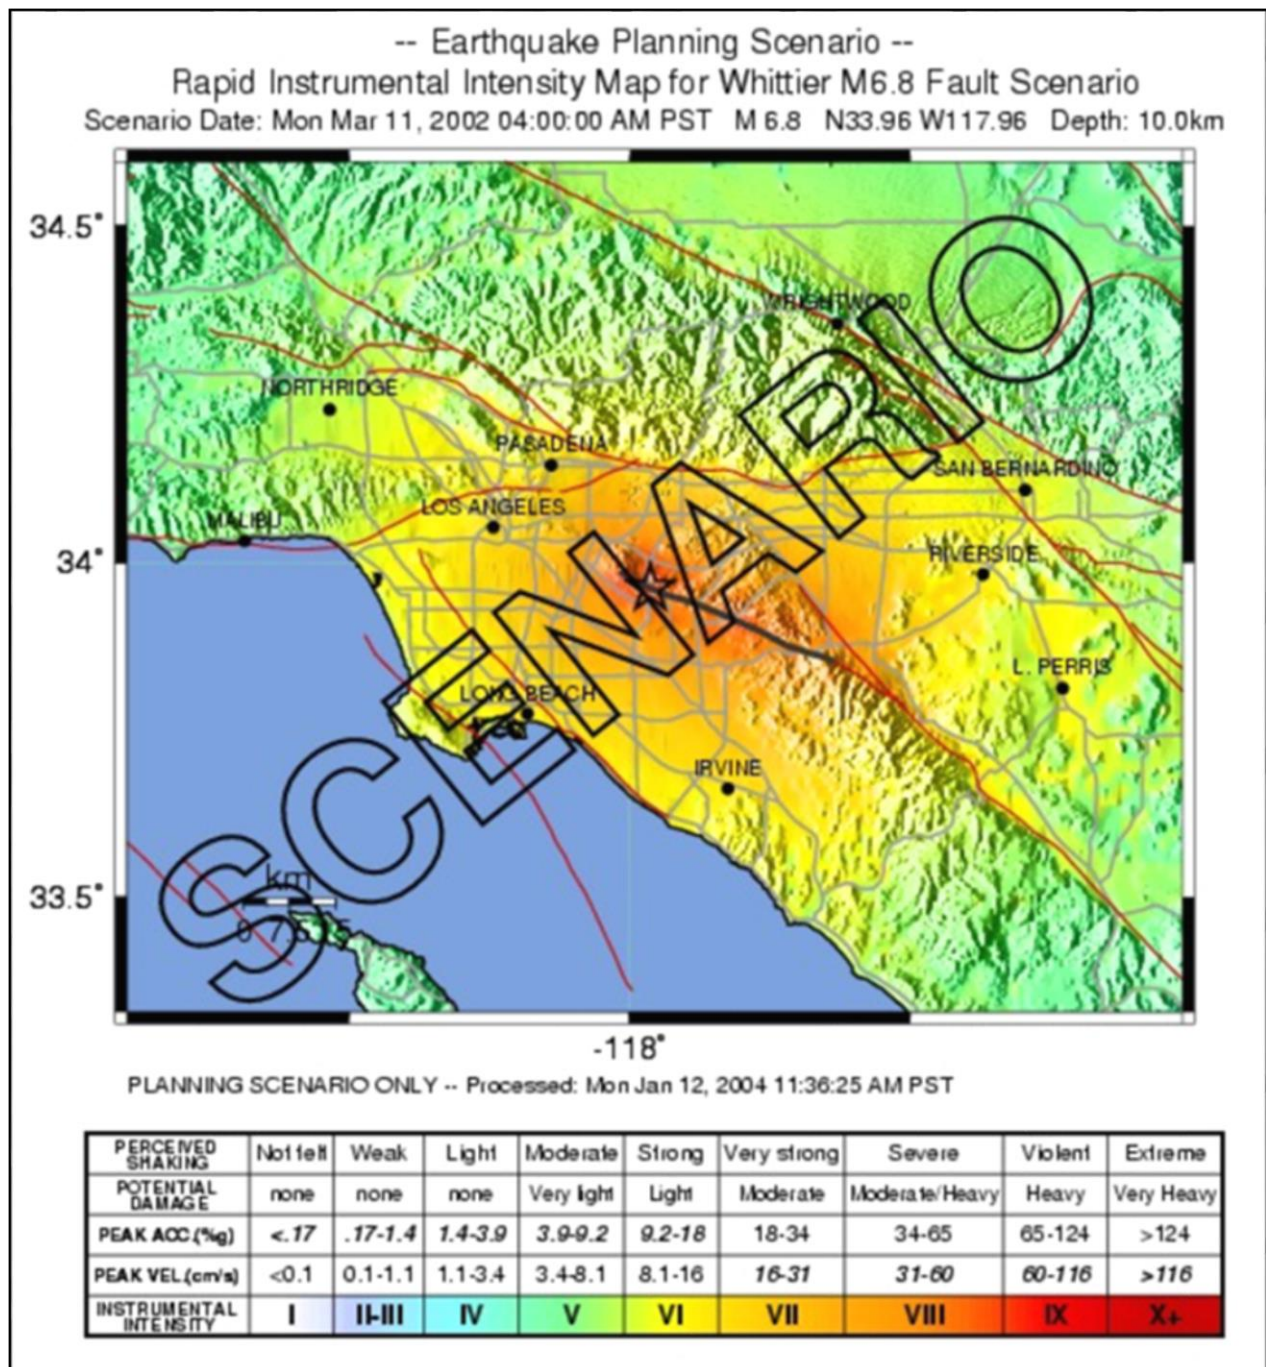 -- Earthquake Planning Scenario --
Rapid Instrumental Intensity Map for Whittier M6.8 Fault Scenario
Scenario Date: Mon Mar 11, 2002 04:00:00 AM PST M 6.8 N33.96 W117.96 Depth: 10.0km
34.5°
WRIGHTWOOD
NORTHRIDGE
PASADENA
SAN BERNARDINO
LOS ANGELES
MALIBU
34°
RIVERSIDE
L. PERRIS
LONG BEACH
IRVINE
SCENARIO
km
33.5°
0
-118°
PLANNING SCENARIO ONLY -- Processed: Mon Jan 12, 2004 11:36:25 AM PST
PERCEIVED SHAKING Not felt Weak Light Moderate Strong Very strong Severe Violent Extreme
POTENTIAL DAMAGE none none none Very light Light Moderate Moderate/Heavy Heavy Very Heavy
PEAK ACC.(%g) <.17 .17-1.4 1.4-3.9 3.9-9.2 9.2-18 18-34 34-65 65-124 >124
PEAK VEL.(cm/s) <0.1 0.1-1.1 1.1-3.4 3.4-8.1 8.1-16 16-31 31-60 60-116 >116
INSTRUMENTAL INTENSITY I II-III IV V VI VII VIII IX X+